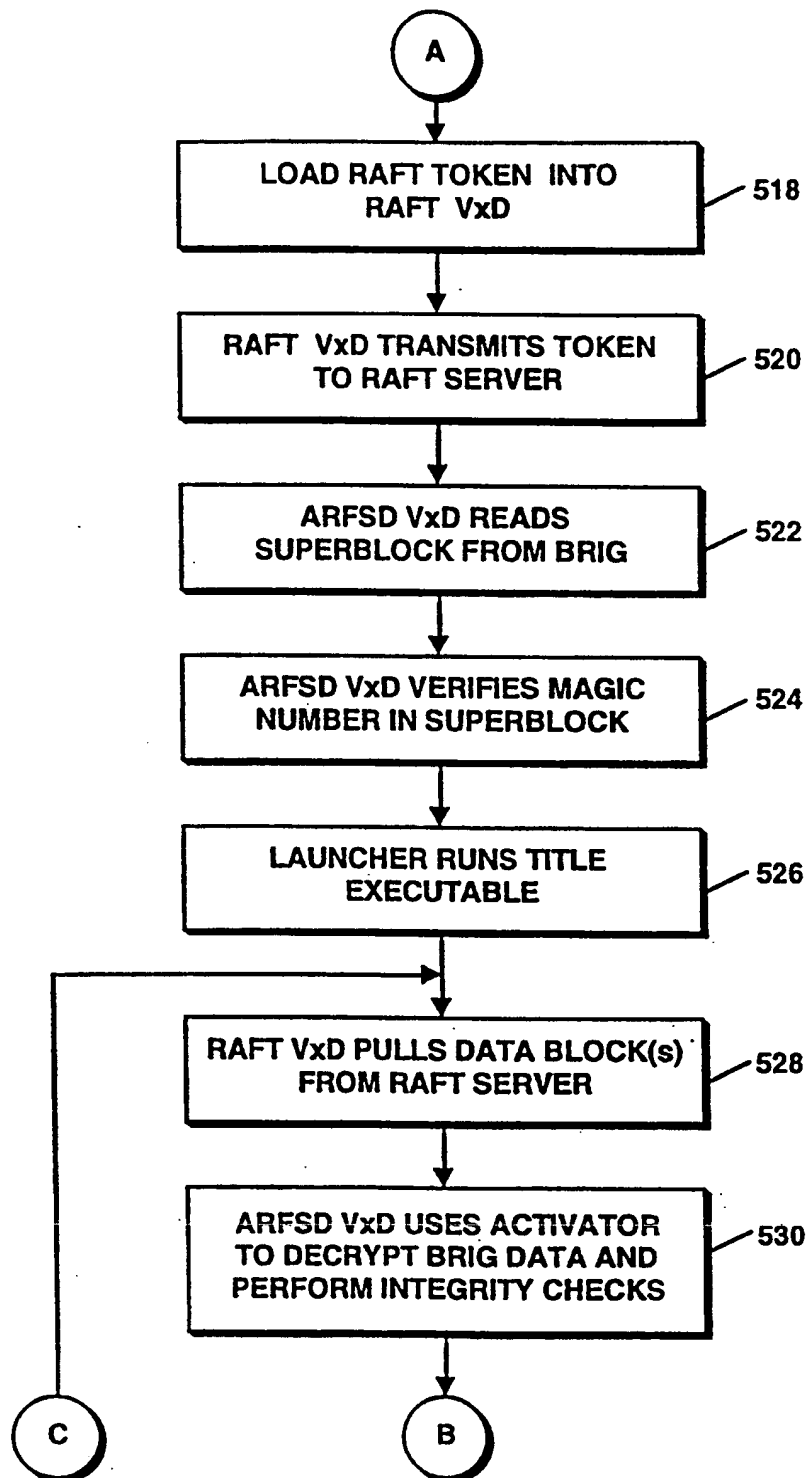 A
LOAD RAFT TOKEN INTO
RAFT VxD
518
RAFT VxD TRANSMITS TOKEN
TO RAFT SERVER
520
ARFSD VxD READS
SUPERBLOCK FROM BRIG
522
ARFSD VxD VERIFIES MAGIC
NUMBER IN SUPERBLOCK
524
LAUNCHER RUNS TITLE
EXECUTABLE
526
RAFT VxD PULLS DATA BLOCK(s)
FROM RAFT SERVER
528
ARFSD VxD USES ACTIVATOR
TO DECRYPT BRIG DATA AND
PERFORM INTEGRITY CHECKS
530
C
B